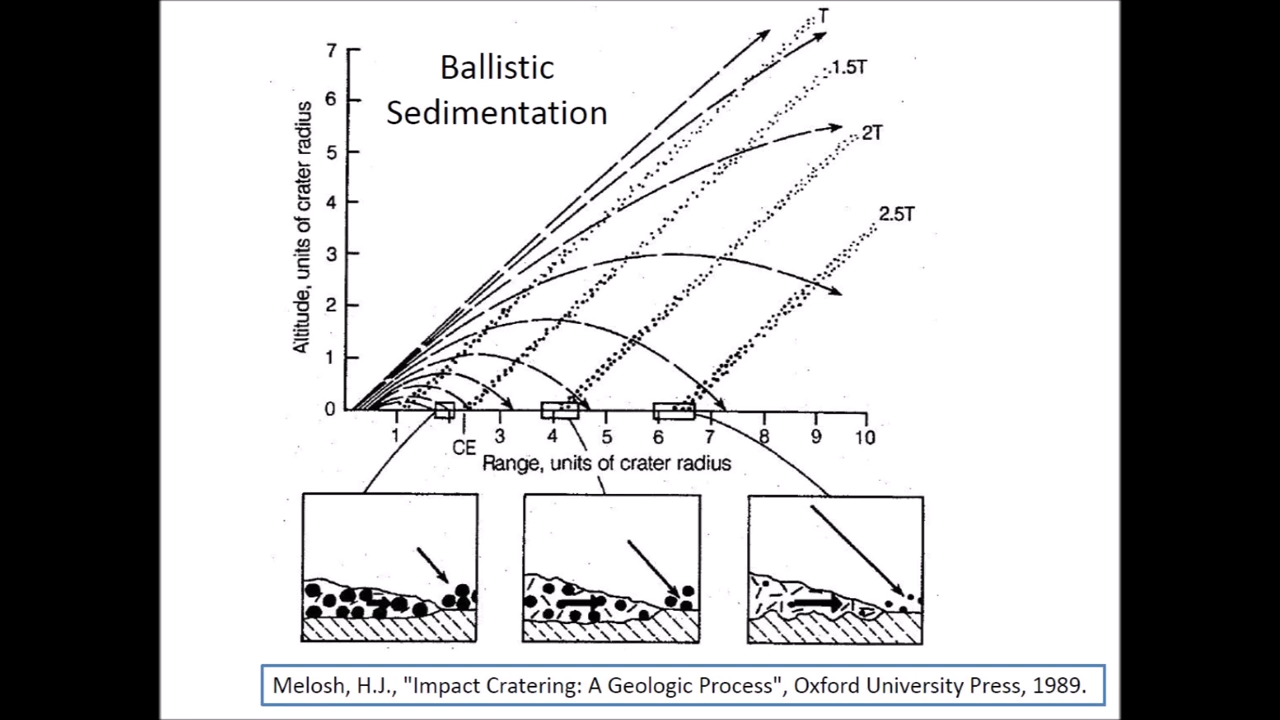 T
7
Ballistic
Sedimentation
1.5T
6
2T
5
4
2.5T
3
2
1
0
Altitude, units of crater radius
1
CE
3
4
5
6
7
8
9
10
Range, units of crater radius
Melosh, H.J., "Impact Cratering: A Geologic Process", Oxford University Press, 1989.